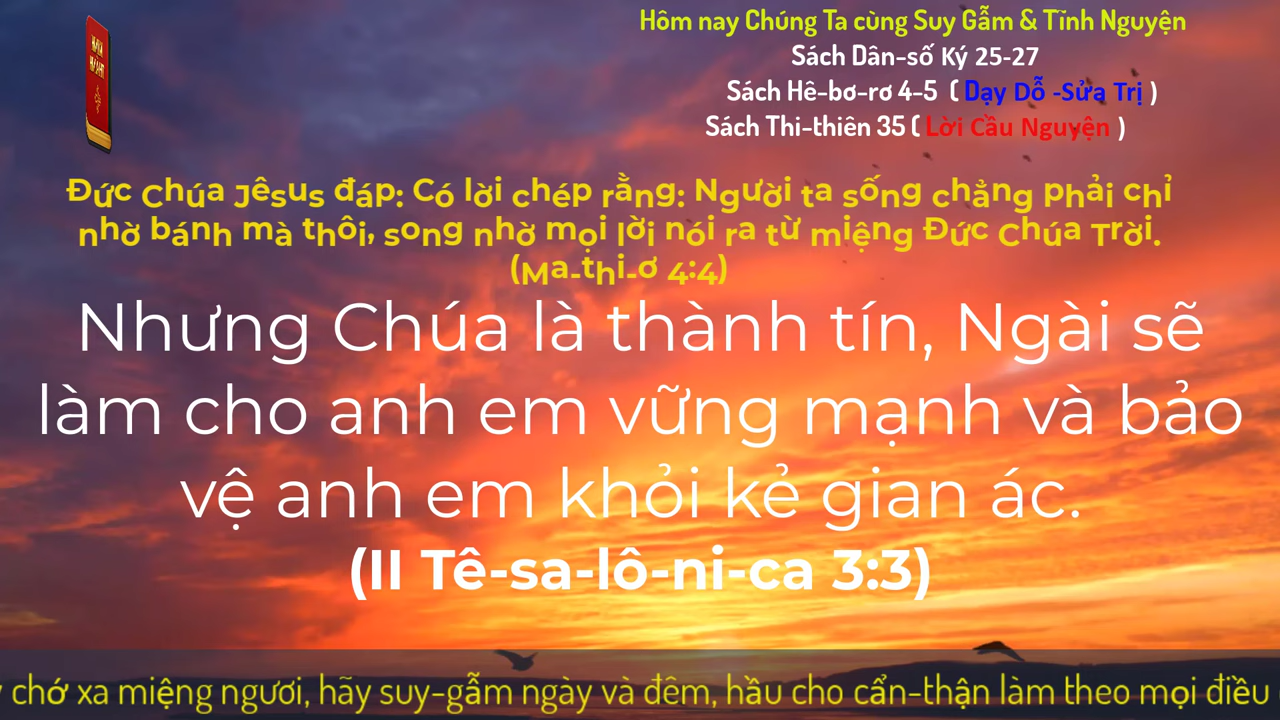 Hôm nay Chúng Ta cùng Suy Gẫm & Tĩnh Nguyện
Sách Dân-số Ký 25-27
Sách Hê-bơ-rơ 4-5 ( Dạy Dỗ -Sửa Trị )
Sách Thi-thiên 35 ( Lời Cầu Nguyện )
Đức Chúa Jêsus đáp: Có lời chép rằng: Người ta sống chẳng phải chỉ
nhờ bánh mà thôi, song nhờ mọi lời nói ra từ miệng Đức Chúa Trời.
(Ma-thi-ơ 4:4)
Nhưng Chúa là thành tín, Ngài sẽ
làm cho anh em vững mạnh và bảo
vệ anh em khỏi kẻ gian ác.
(II Tê-sa-lô-ni-ca 3:3)
chớ xa miệng ngươi, hãy suy-gẫm ngày và đêm, hầu cho cẩn-thận làm theo mọi điều